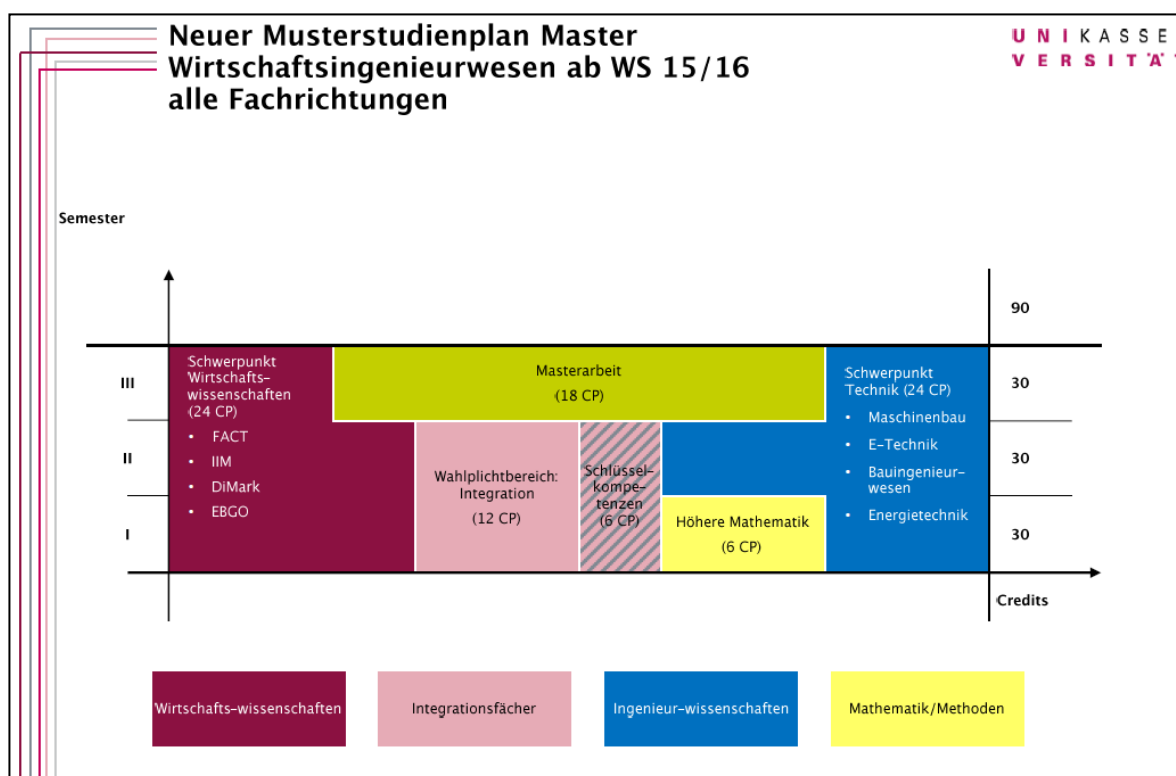 Neuer Musterstudienplan Master
Wirtschaftsingenieurwesen ab WS 15/16
alle Fachrichtungen
UNIKASSE
VERSITÄT
Semester
90
III
Schwerpunkt
Wirtschafts-
wissenschaften
(24 CP)
• FACT
• IIM
• DiMark
• EBGO
Masterarbeit
(18 CP)
Schwerpunkt
Technik (24 CP)
• Maschinenbau
• E-Technik
• Bauingenieur-
wesen
• Energietechnik
30
II
Wahlplichtbereich:
Integration
(12 CP)
Schlüssel-
kompe-
tenzen
(6 CP)
30
I
Höhere Mathematik
(6 CP)
30
Credits
Wirtschafts-wissenschaften
Integrationsfächer
Ingenieur-wissenschaften
Mathematik/Methoden